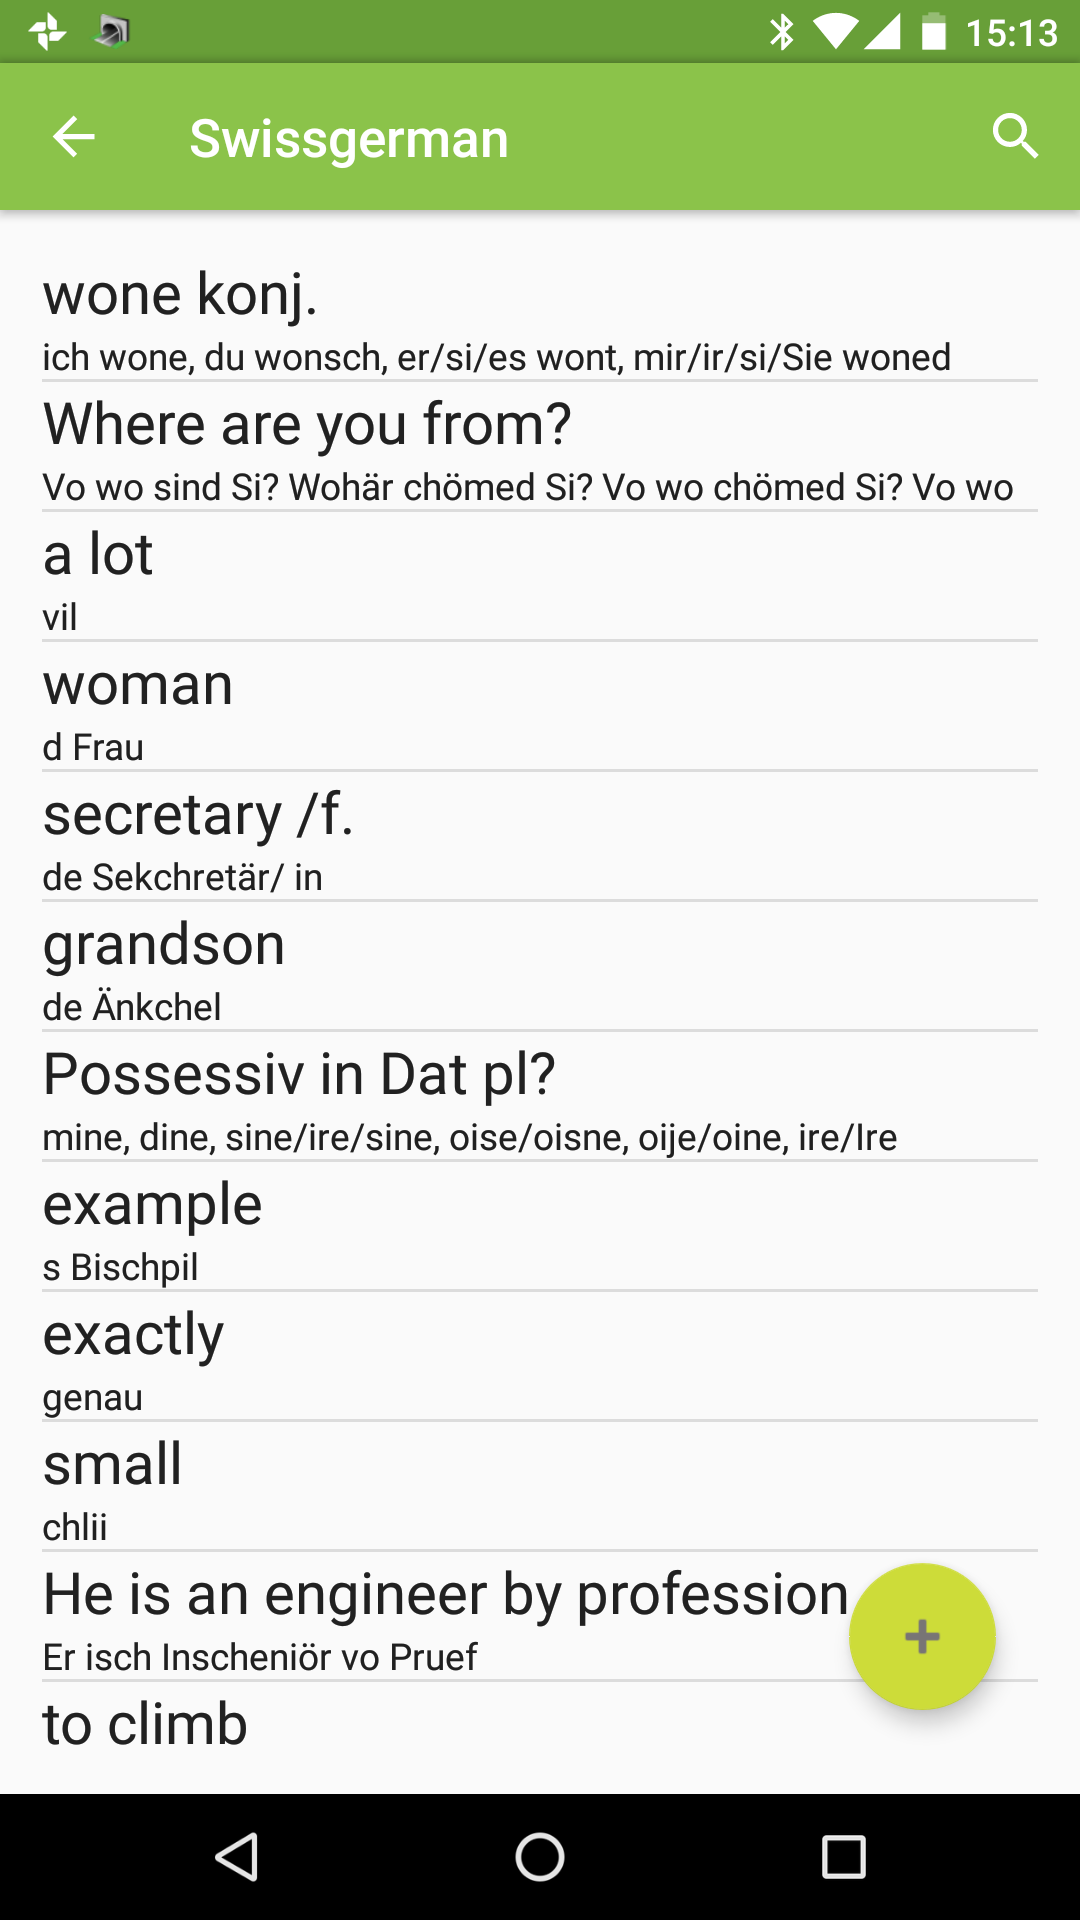 15:13
Swissgerman
wone konj.
ich wone, du wonsch, er/si/es wont, mir/ir/si/Sie woned
Where are you from?
Vo wo sind Si? Wohär chömed Si? Vo wo chömed Si? Vo wo
a lot
vil
woman
d Frau
secretary /f.
de Sekchretär/ in
grandson
de Änkchel
Possessiv in Dat pl?
mine, dine, sine/ire/sine, oise/oisne, oije/oine, ire/Ire
example
s Bischpil
exactly
genau
small
chlii
He is an engineer by profession
Er isch Inscheniör vo Pruef
to climb